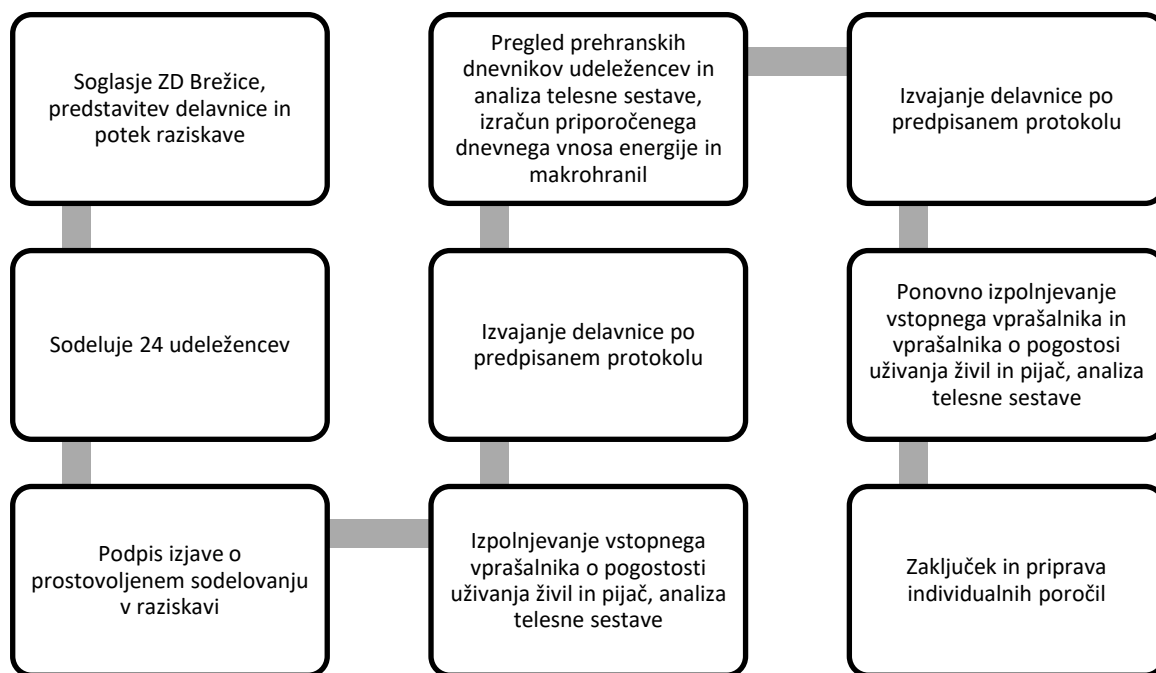 Soglasje ZD Brežice,
predstavitev delavnice in
potek raziskave
Sodeluje 24 udeležencev
Podpis izjave o
prostovoljenem sodelovanju
v raziskavi
Izpolnjevanje vstopnega
vprašalnika o pogostosti
uživanja živil in pijač, analiza
telesne sestave
Izvajanje delavnice po
predpisanem protokolu
Pregled prehranskih
dnevnikov udeležencev in
analiza telesne sestave,
izračun priporočenega
dnevnega vnosa energije in
makrohranil
Izvajanje delavnice po
predpisanem protokolu
Ponovno izpolnjevanje
vstopnega vprašalnika in
vprašalnika o pogostosi
uživanja živil in pijač, analiza
telesne sestave
Zaključek in priprava
individualnih poročil